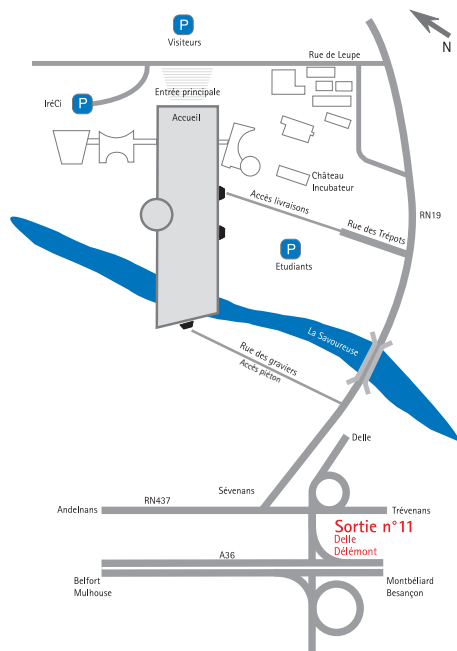 P
Visiteurs
N
Rue de Leupe
IréCi
P
Entrée principale
Accueil
Château
Incubateur
Accès livraisons
Rue des Trépots
RN19
P
Etudiants
La Savoureuse
Rue des graviers
Accès piéton
Delle
Sévenans
RN437
Andelnans
Trévenans
Sortie n°11
Delle
Délémont
A36
Belfort
Mulhouse
Montbéliard
Besançon